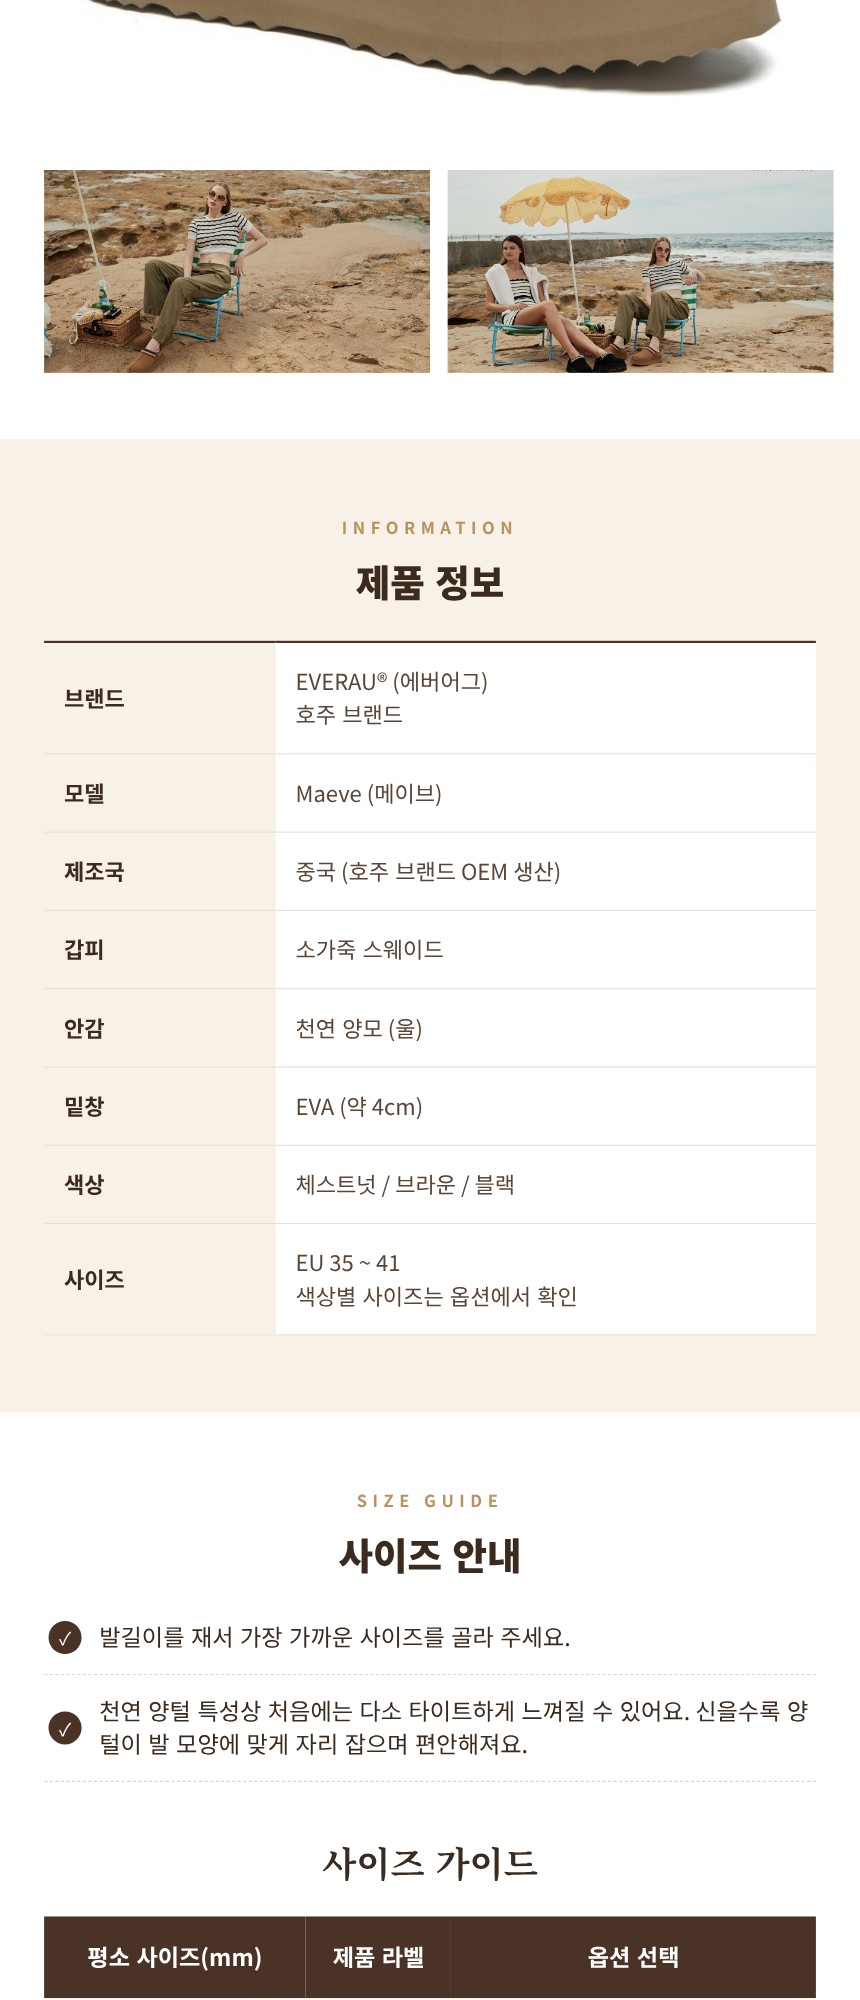 INFORMATION
제품 정보
브랜드
EVERAU® (에버어그)
호주 브랜드
모델
Maeve (메이브)
제조국
중국 (호주 브랜드 OEM 생산)
갑피
소가죽 스웨이드
안감
천연 양모 (울)
밑창
EVA (약 4cm)
색상
체스트넛 / 브라운 / 블랙
사이즈
EU 35 ~ 41
색상별 사이즈는 옵션에서 확인
SIZE GUIDE
사이즈 안내
✓ 발길이를 재서 가장 가까운 사이즈를 골라 주세요.
✓ 천연 양털 특성상 처음에는 다소 타이트하게 느껴질 수 있어요. 신을수록 양
털이 발 모양에 맞게 자리 잡으며 편안해져요.
사이즈 가이드
평소 사이즈(mm) 제품 라벨 옵션 선택